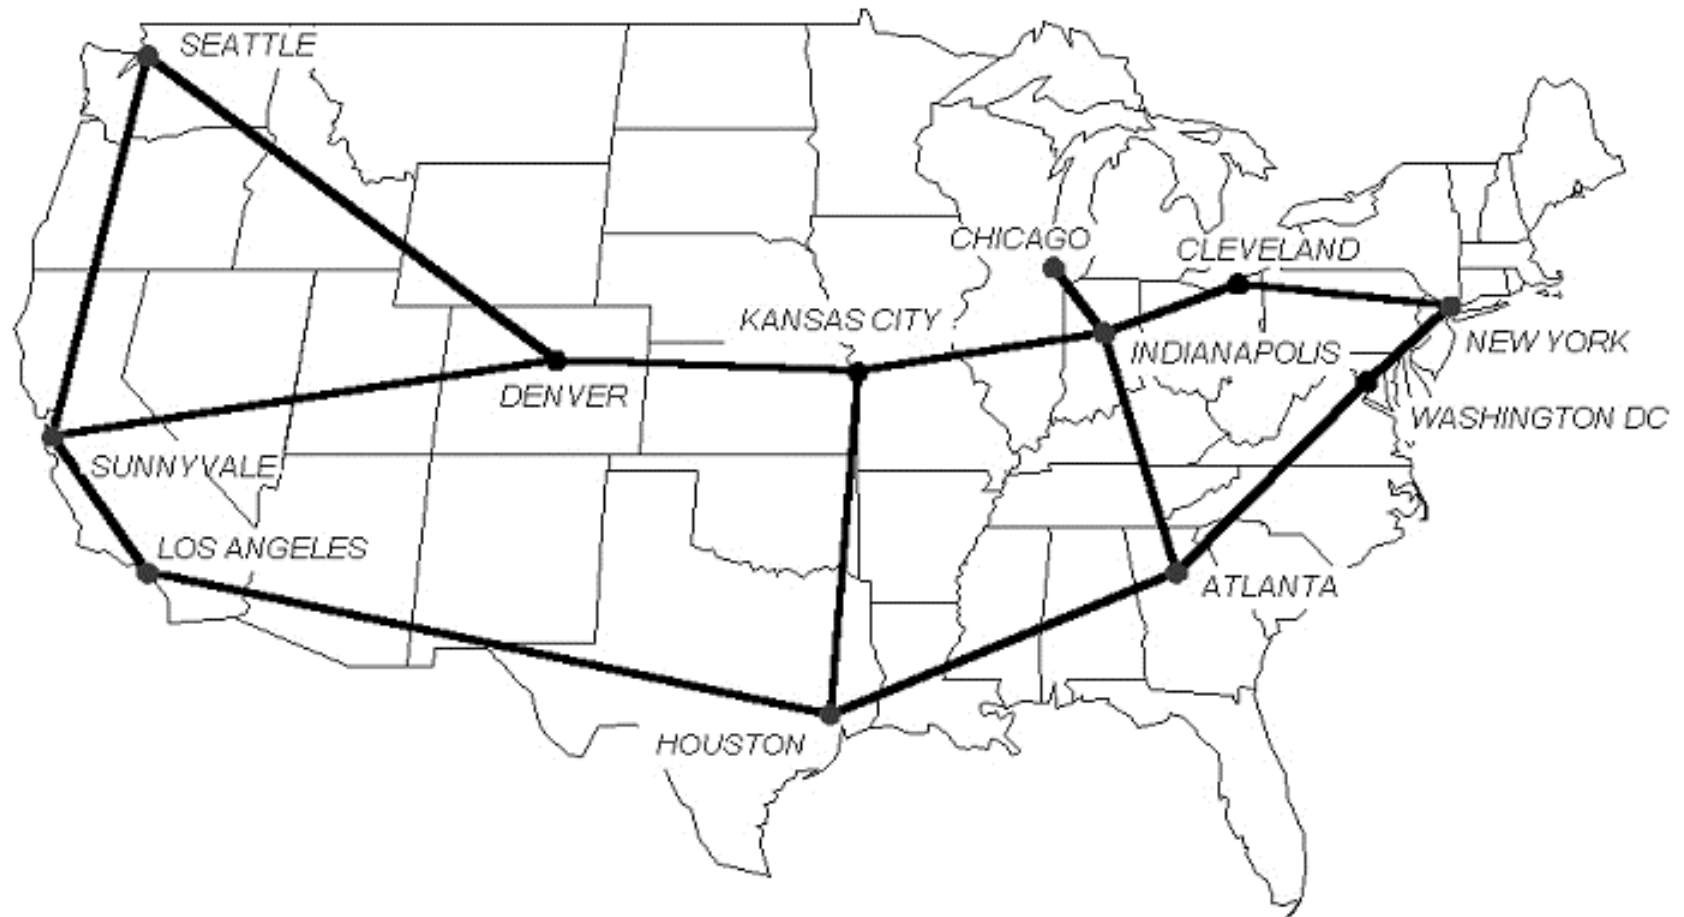 SEATTLE
CHICAGO
CLEVELAND
KANSAS CITY
NEW YORK
INDIANAPOLIS
DENVER
WASHINGTON DC
SUNNYVALE
LOS ANGELES
ATLANTA
HOUSTON